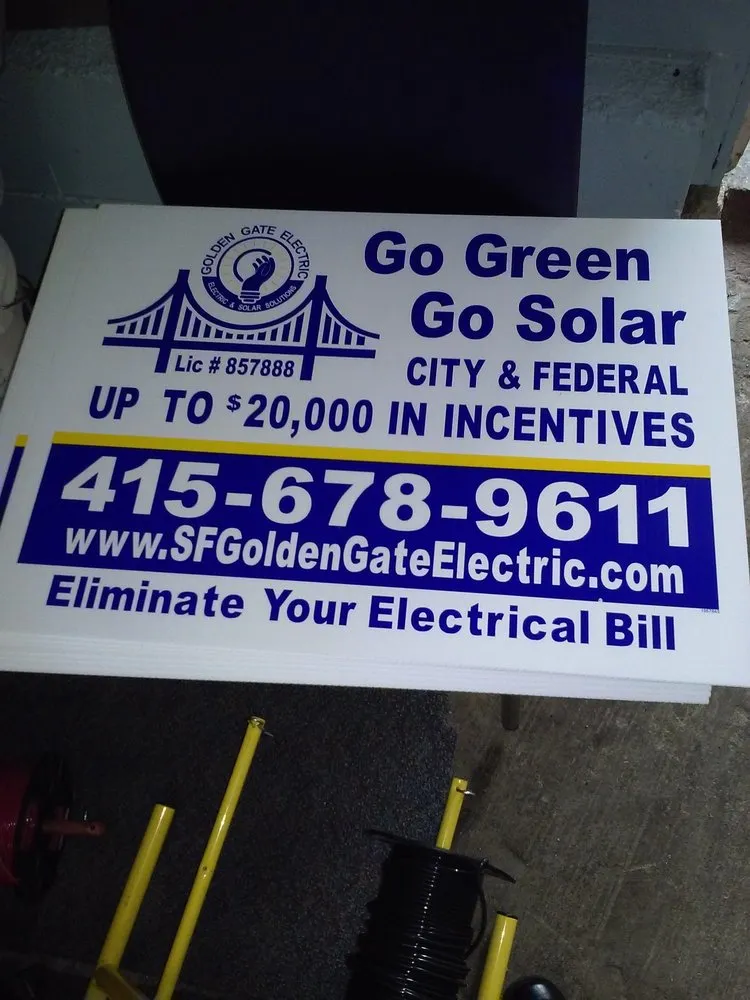 GOLDEN GATE ELECTRIC
ELECTRIC & SOLAR SOLUTIONS
Lic # 857888
Go Green
Go Solar
CITY & FEDERAL
UP TO $20,000 IN INCENTIVES
415-678-9611
www.SFGoldenGateElectric.com
Eliminate Your Electrical Bill